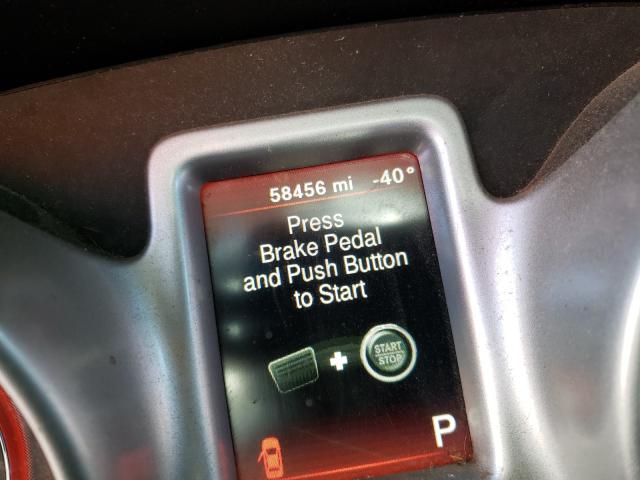 58456 mi -40°
Press
Brake Pedal
and Push Button
to Start
START
STOP
P